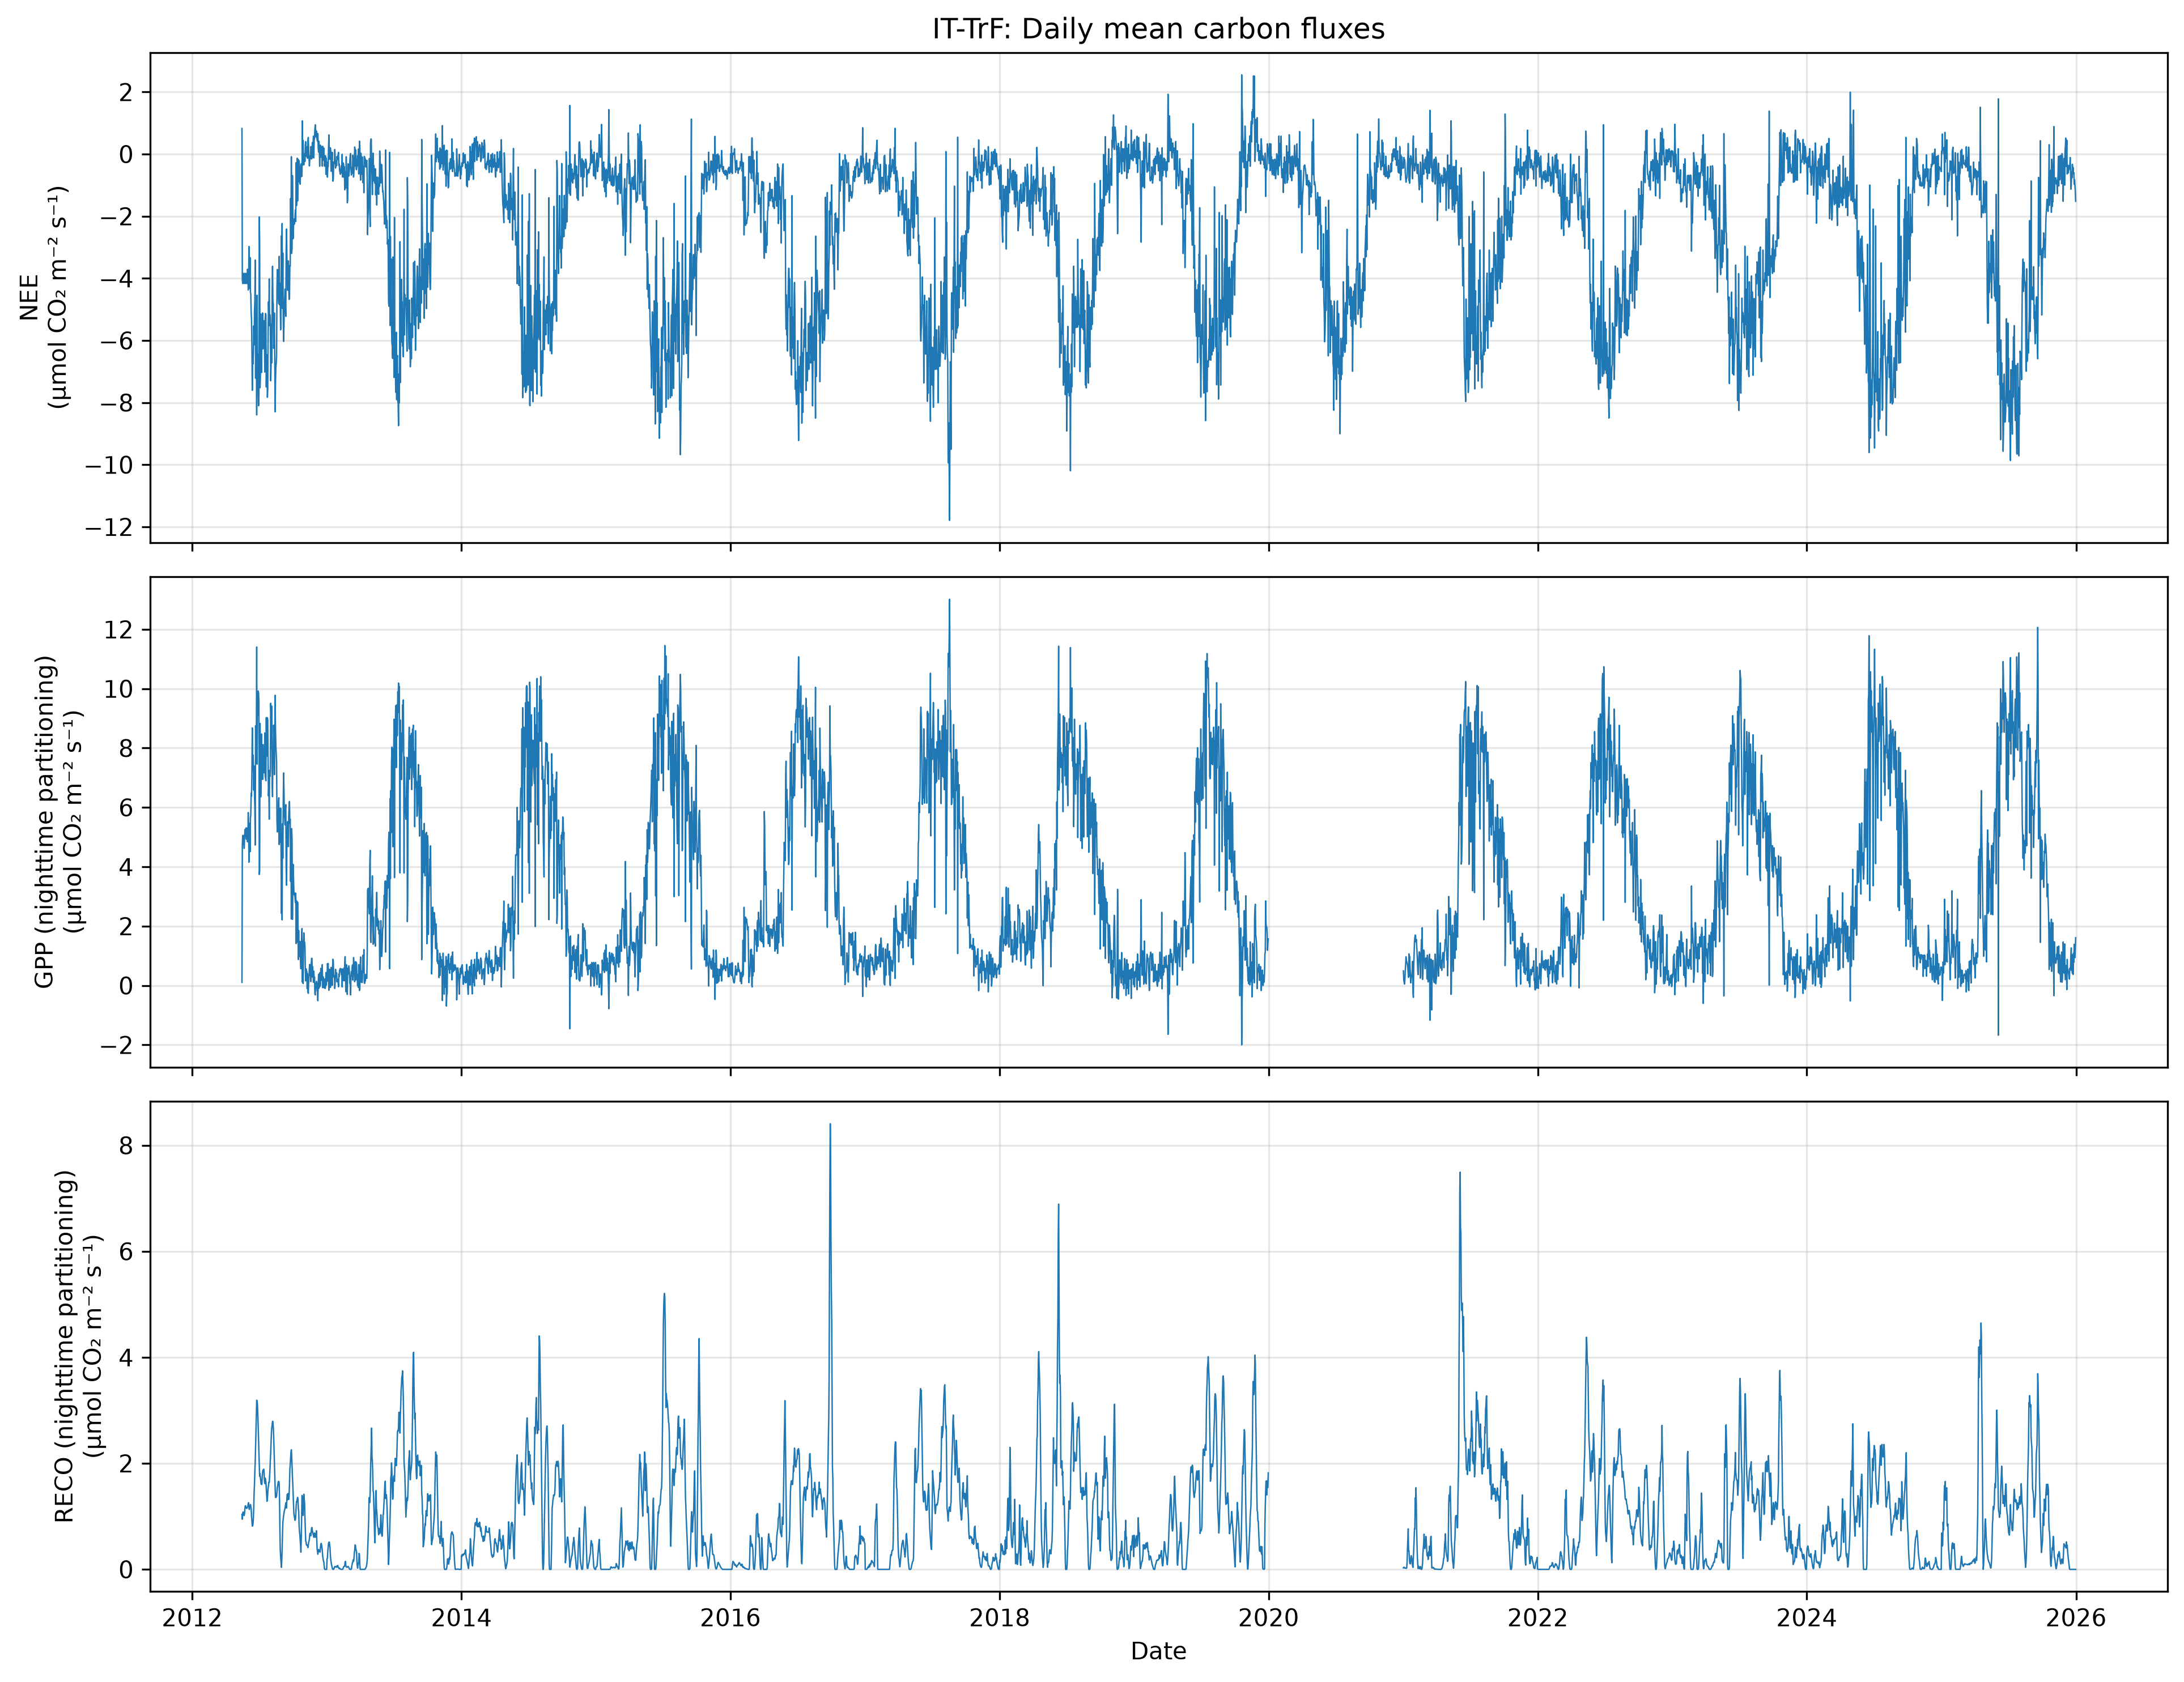 IT-TrF: Daily mean carbon fluxes
NEE
(μmol CO₂ m⁻² s⁻¹)
2
0
−2
−4
−6
−8
−10
−12
GPP (nighttime partitioning)
(μmol CO₂ m⁻² s⁻¹)
12
10
8
6
4
2
0
−2
RECO (nighttime partitioning)
(μmol CO₂ m⁻² s⁻¹)
8
6
4
2
0
2012 2014 2016 2018 2020 2022 2024 2026
Date